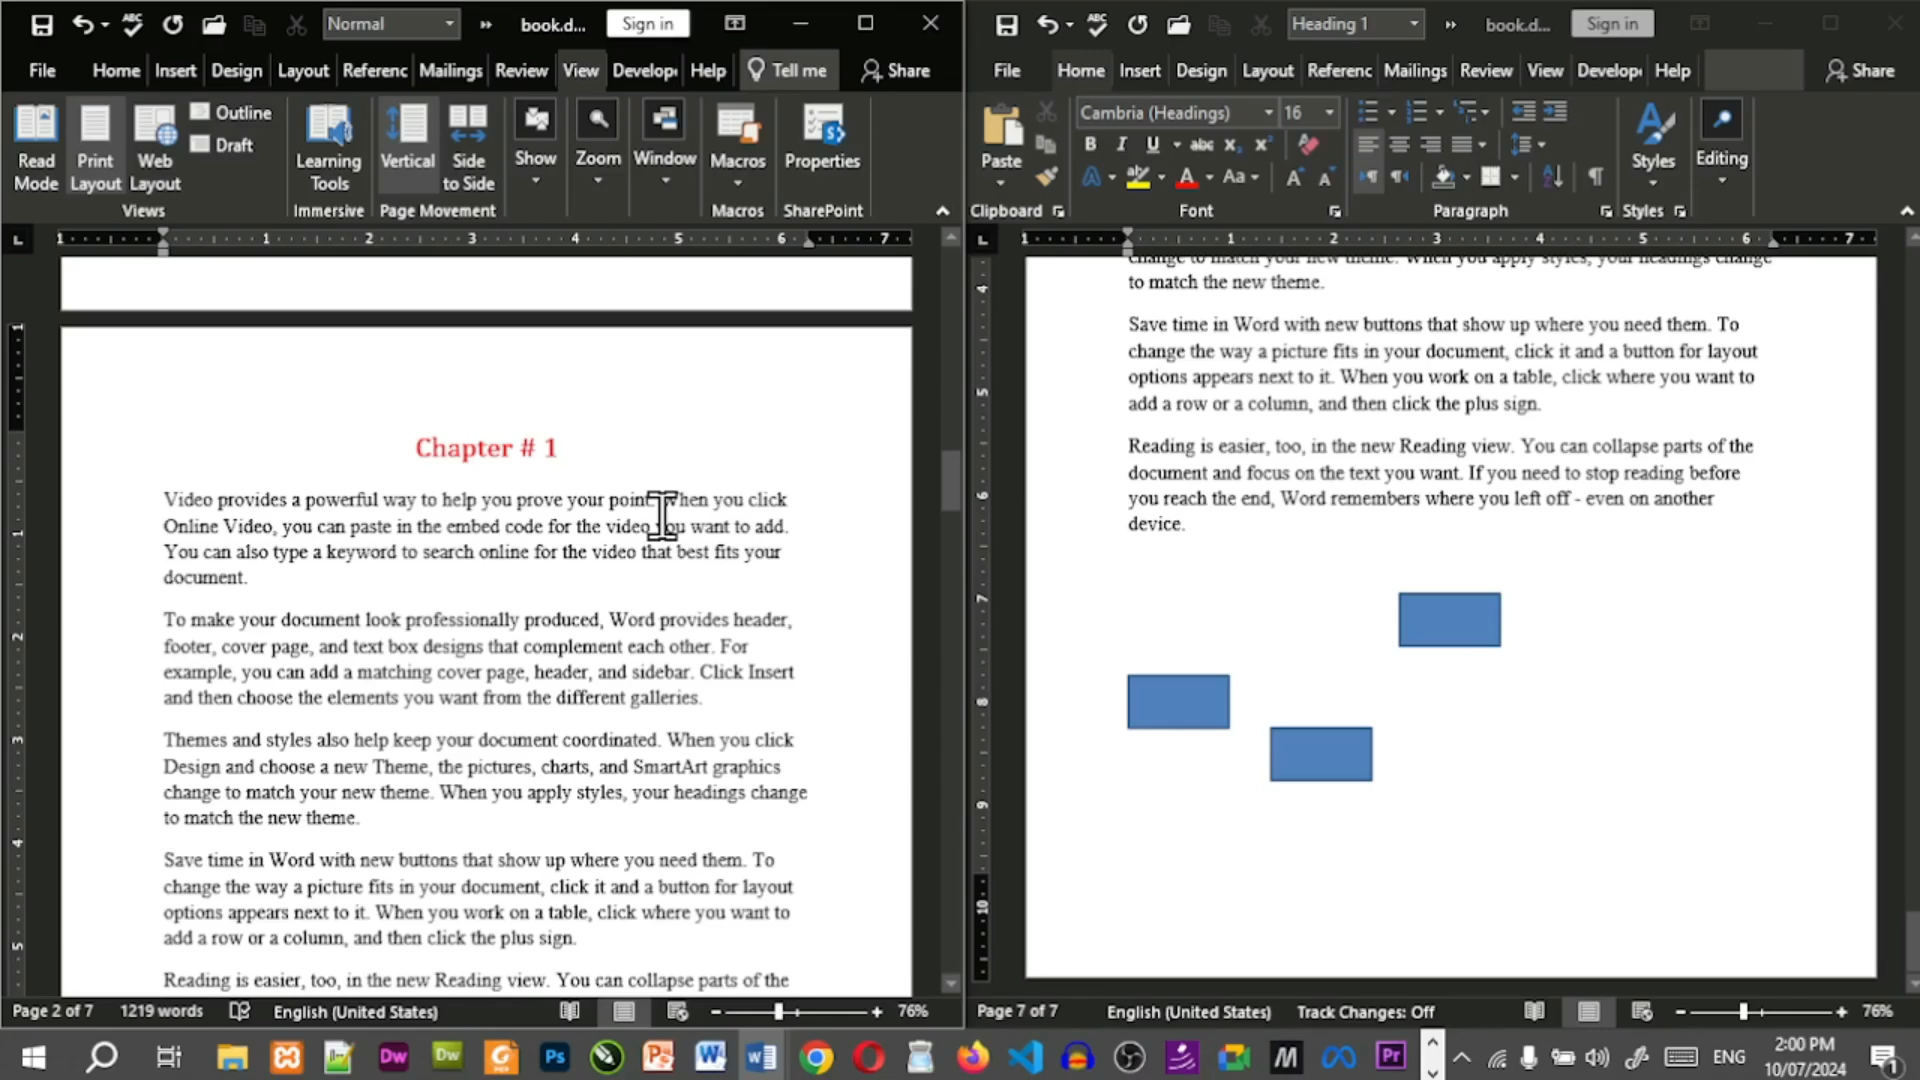 Normal
book.d...
Sign in
File
Home
Insert
Design
Layout
Referenc
Mailings
Review
View
Develop
Help
Tell me
Share
Read Mode
Print Layout
Web Layout
Outline
Draft
Views
Learning Tools
Immersive
Vertical
Side to Side
Page Movement
Show
Zoom
Window
Macros
Macros
Properties
SharePoint
Chapter # 1
Video provides a powerful way to help you prove your point. When you click
Online Video, you can paste in the embed code for the video you want to add.
You can also type a keyword to search online for the video that best fits your
document.
To make your document look professionally produced, Word provides header,
footer, cover page, and text box designs that complement each other. For
example, you can add a matching cover page, header, and sidebar. Click Insert
and then choose the elements you want from the different galleries.
Themes and styles also help keep your document coordinated. When you click
Design and choose a new Theme, the pictures, charts, and SmartArt graphics
change to match your new theme. When you apply styles, your headings change
to match the new theme.
Save time in Word with new buttons that show up where you need them. To
change the way a picture fits in your document, click it and a button for layout
options appears next to it. When you work on a table, click where you want to
add a row or a column, and then click the plus sign.
Reading is easier, too, in the new Reading view. You can collapse parts of the
Page 2 of 7
1219 words
English (United States)
76%
Heading 1
book.d...
Sign in
File
Home
Insert
Design
Layout
Referenc
Mailings
Review
View
Develop
Help
Share
Paste
Clipboard
Cambria (Headings)
16
Font
Paragraph
Styles
Styles
Editing
change to match your new theme. When you apply styles, your headings change
to match the new theme.
Save time in Word with new buttons that show up where you need them. To
change the way a picture fits in your document, click it and a button for layout
options appears next to it. When you work on a table, click where you want to
add a row or a column, and then click the plus sign.
Reading is easier, too, in the new Reading view. You can collapse parts of the
document and focus on the text you want. If you need to stop reading before
you reach the end, Word remembers where you left off - even on another
device.
Page 7 of 7
English (United States)
Track Changes: Off
76%
ENG
2:00 PM
10/07/2024